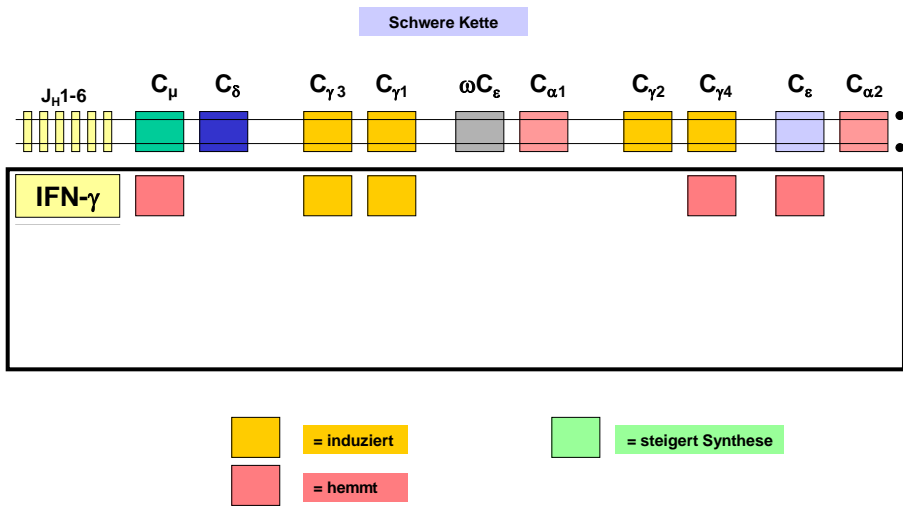 Schwere Kette
JH1-6 Cμ Cδ Cγ3 Cγ1 ωCε Cα1 Cγ2 Cγ4 Cε Cα2
IFN-γ
= induziert = steigert Synthese
= hemmt